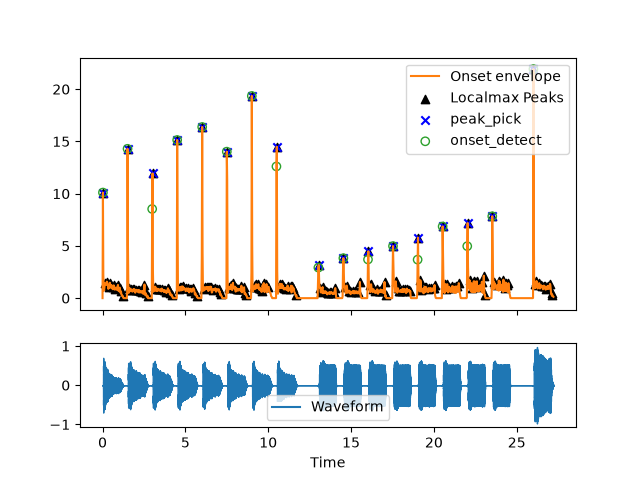 20
15
10
5
0
Onset envelope
Localmax Peaks
peak_pick
onset_detect
1
0
−1
Waveform
0 5 10 15 20 25
Time